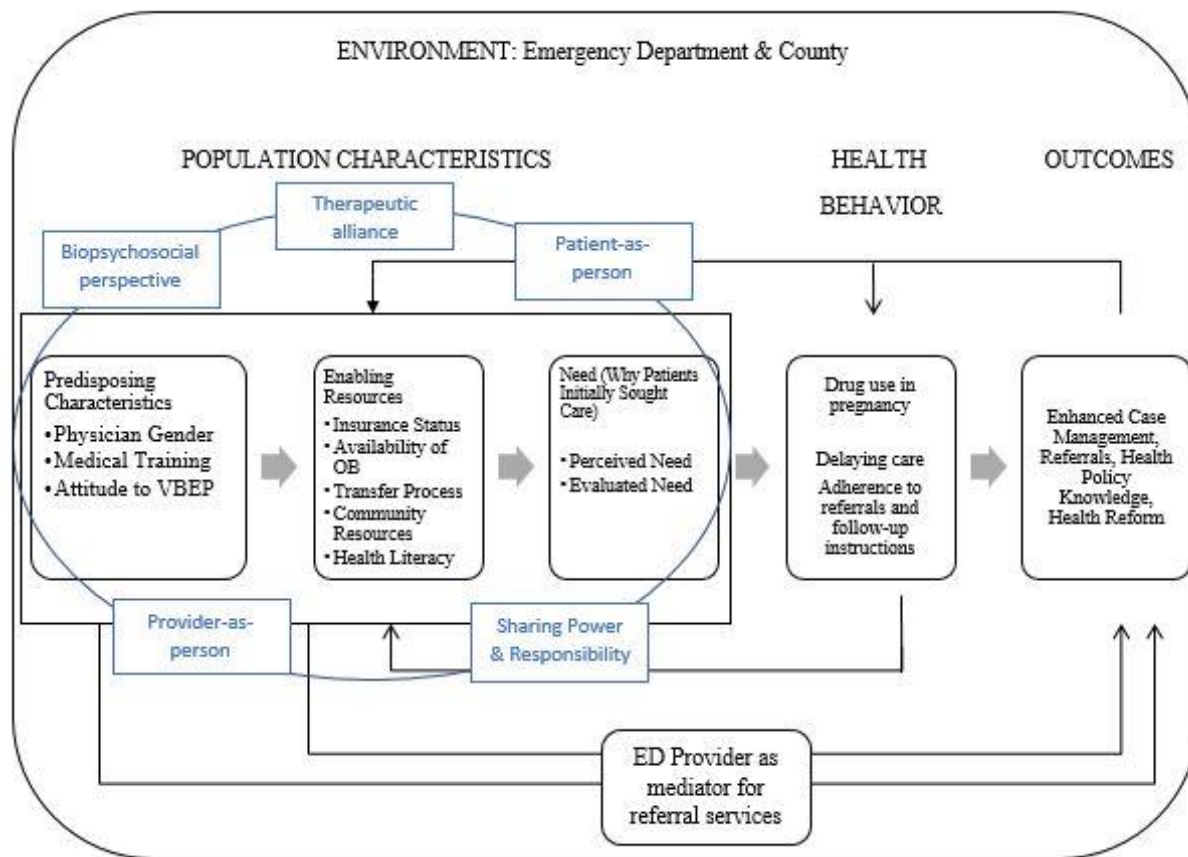 ENVIRONMENT: Emergency Department & County
POPULATION CHARACTERISTICS
HEALTH
BEHAVIOR
OUTCOMES
Therapeutic
alliance
Biopsychosocial
perspective
Patient-as-
person
Predisposing
Characteristics
•Physician Gender
•Medical Training
•Attitude to VBEP
Enabling
Resources
•Insurance Status
•Availability of
OB
•Transfer Process
•Community
Resources
•Health Literacy
Need (Why Patients
Initially Sought
Care)
•Perceived Need
•Evaluated Need
Drug use in
pregnancy
Delaying care
Adherence to
referrals and
follow-up
instructions
Enhanced Case
Management,
Referrals, Health
Policy
Knowledge,
Health Reform
Provider-as-
person
Sharing Power
& Responsibility
ED Provider as
mediator for
referral services